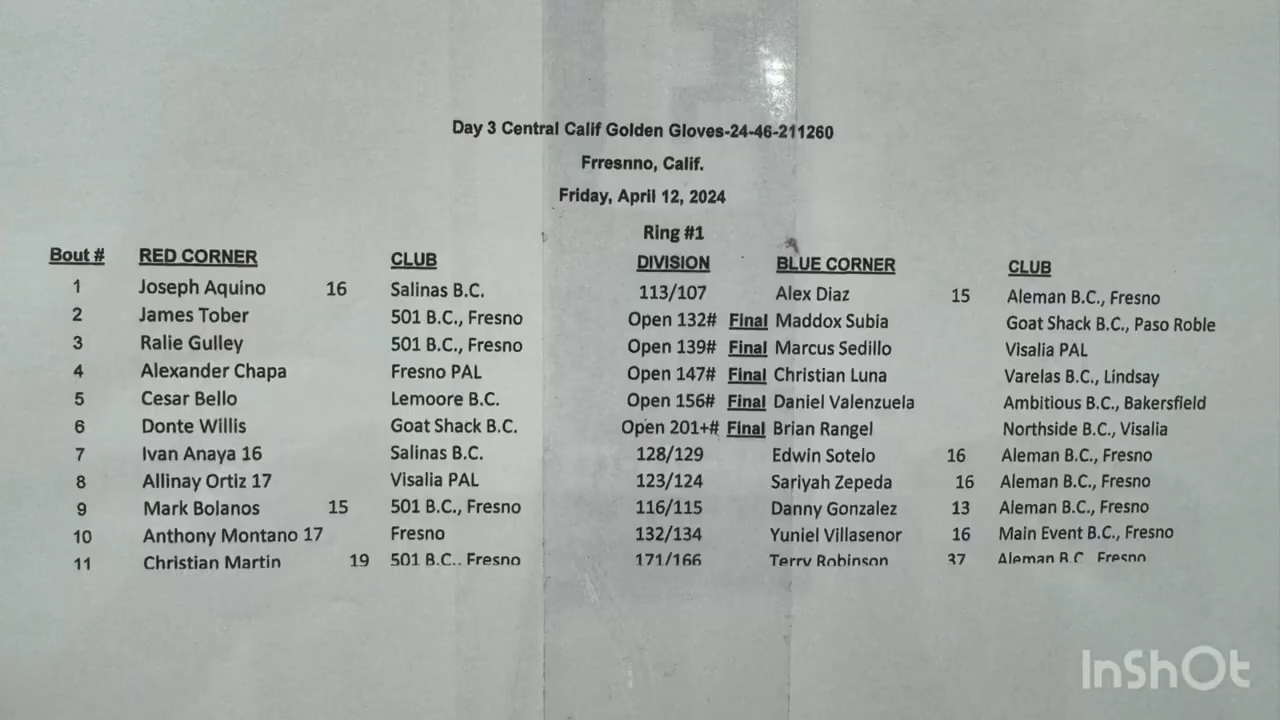 Day 3 Central Calif Golden Gloves-24-46-211260
Frresnno, Calif.
Friday, April 12, 2024
Ring #1
Bout # RED CORNER CLUB DIVISION BLUE CORNER CLUB
1 Joseph Aquino 16 Salinas B.C. 113/107 Alex Diaz 15 Aleman B.C., Fresno
2 James Tober 501 B.C., Fresno Open 132# Final Maddox Subia Goat Shack B.C., Paso Roble
3 Ralie Gulley 501 B.C., Fresno Open 139# Final Marcus Sedillo Visalia PAL
4 Alexander Chapa Fresno PAL Open 147# Final Christian Luna Varelas B.C., Lindsay
5 Cesar Bello Lemoore B.C. Open 156# Final Daniel Valenzuela Ambitious B.C., Bakersfield
6 Donte Willis Goat Shack B.C. Open 201+# Final Brian Rangel Northside B.C., Visalia
7 Ivan Anaya 16 Salinas B.C. 128/129 Edwin Sotelo 16 Aleman B.C., Fresno
8 Allinay Ortiz 17 Visalia PAL 123/124 Sariyah Zepeda 16 Aleman B.C., Fresno
9 Mark Bolanos 15 501 B.C., Fresno 116/115 Danny Gonzalez 13 Aleman B.C., Fresno
10 Anthony Montano 17 Fresno 132/134 Yuniel Villasenor 16 Main Event B.C., Fresno
11 Christian Martin 19 501 B.C., Fresno 171/166 Terry Robinson 37 Aleman B.C. Fresno
InShOt